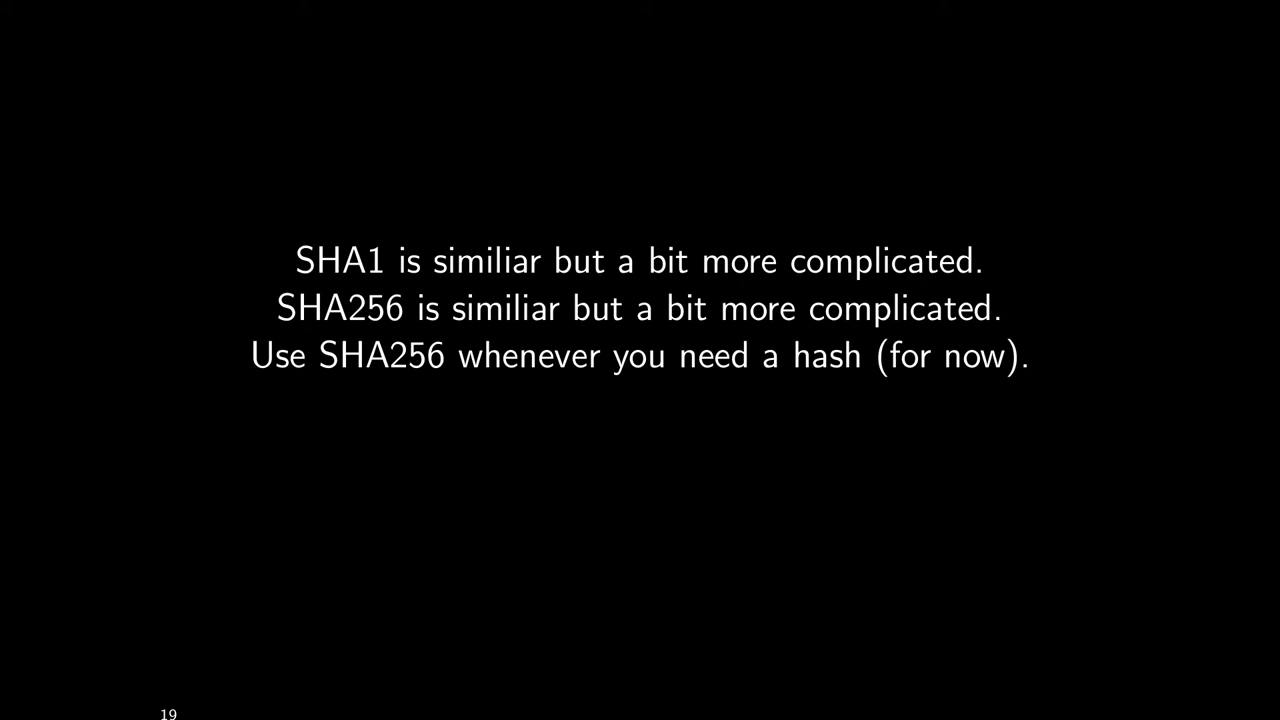 SHA1 is similiar but a bit more complicated.
SHA256 is similiar but a bit more complicated.
Use SHA256 whenever you need a hash (for now).
19